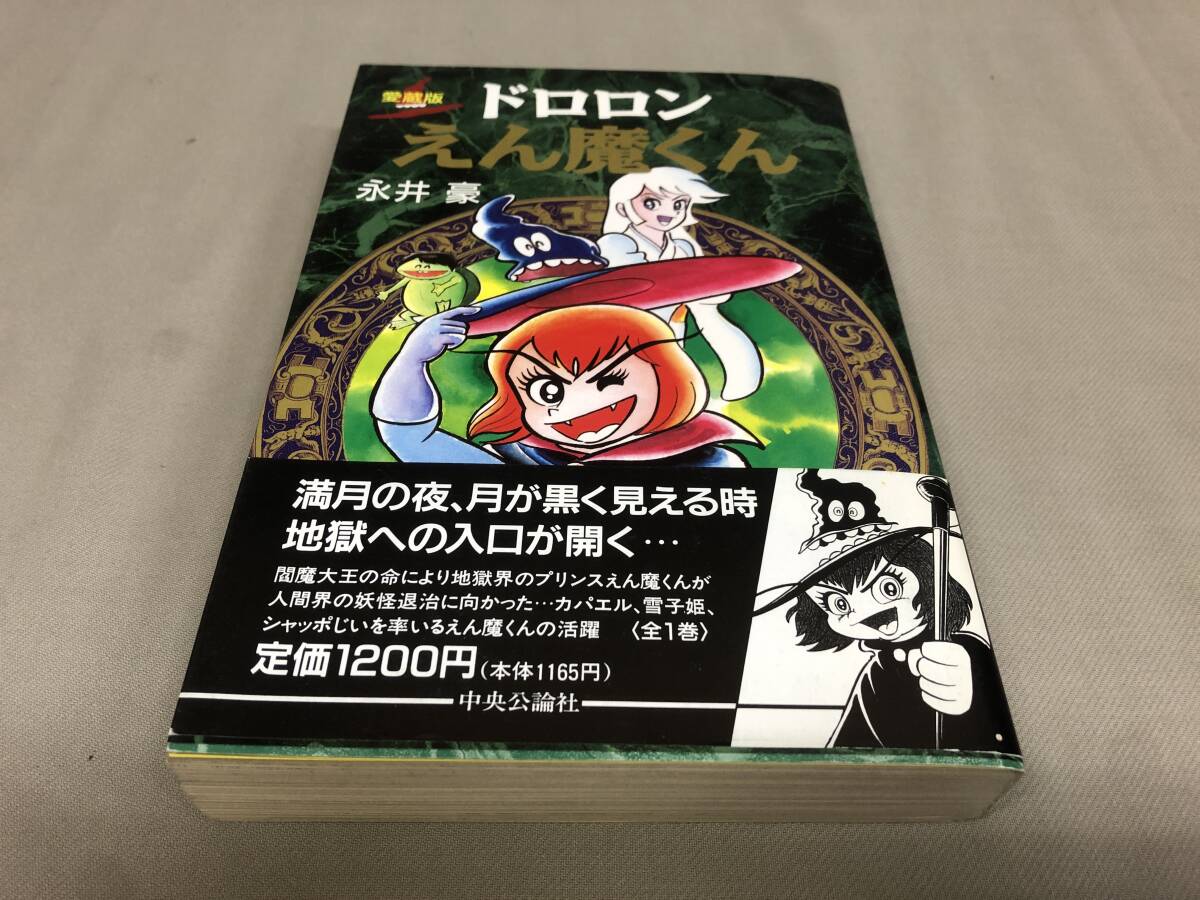 愛蔵版
ドロロン
えん魔くん
永井 豪
満月の夜、月が黒く見える時
地獄への入口が開く…
閻魔大王の命により地獄界のプリンスえん魔くんが
人間界の妖怪退治に向かった…カパエル、雪子姫、
シャッポじいを率いるえん魔くんの活躍 〈全1巻〉
定価1200円(本体1165円)
中央公論社